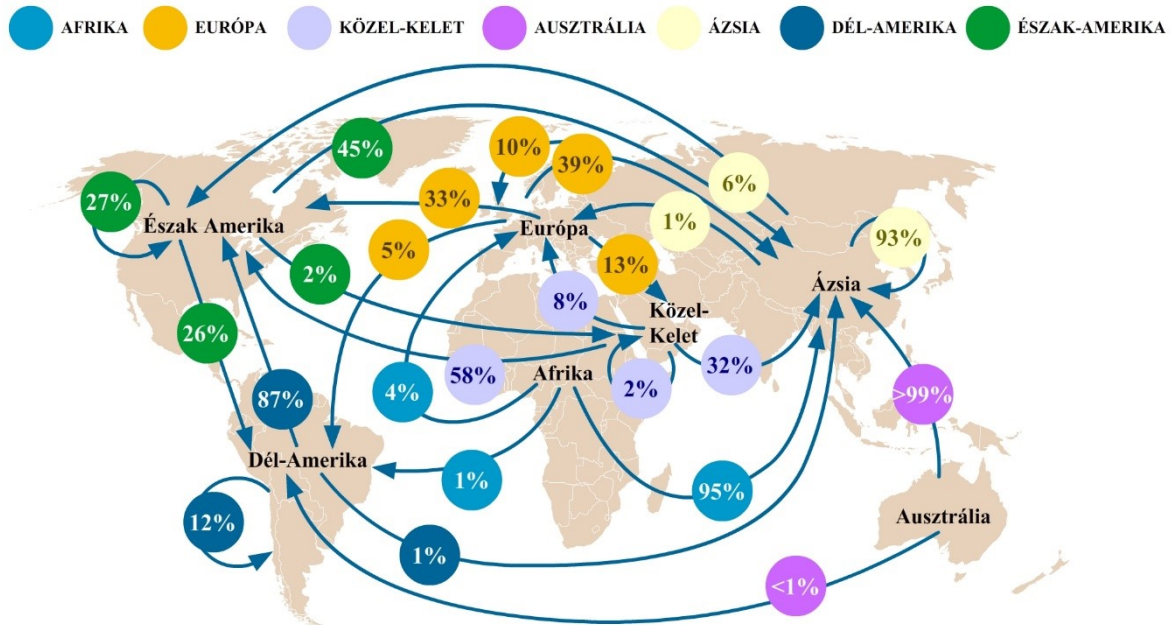 AFRIKA EURÓPA KÖZEL-KELET AUSZTRÁLIA ÁZSIA DÉL-AMERIKA ÉSZAK-AMERIKA
45%
10%
39%
6%
27%
33%
1%
93%
Észak Amerika
Európa
5%
13%
2%
8%
Ázsia
Közel-
Kelet
26%
58%
Afrika
32%
4%
2%
87%
>99%
Dél-Amerika
1%
95%
Ausztrália
12%
1%
<1%